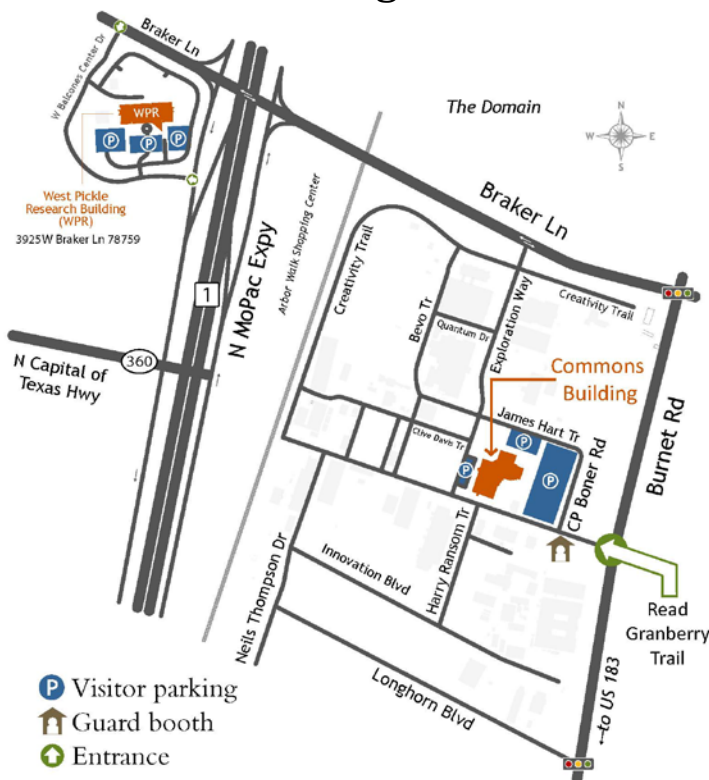 Braker Ln
W Balcones Center Dr
WPR
P
P
P
West Pickle
Research Building
(WPR)
3925W Braker Ln 78759
The Domain
N
W
E
S
Braker Ln
1
N MoPac Expy
Arbor Walk Shopping Center
Creativity Trail
Bevo Tr
Quantum Dr
Exploration Way
Creativity Trail
360
N Capital of
Texas Hwy
Commons
Building
James Hart Tr
Clive Davis Tr
P
P
P
CP Boner Rd
Burnet Rd
Harry Ransom Tr
Innovation Blvd
Neils Thompson Dr
Longhorn Blvd
Read
Granberry
Trail
to US 183
P Visitor parking
Guard booth
Entrance